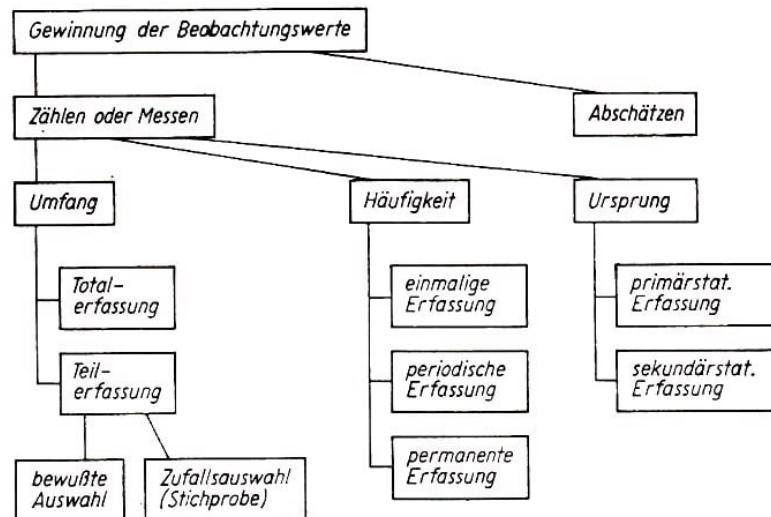 Gewinnung der Beobachtungswerte
Zählen oder Messen
Abschätzen
Umfang
Häufigkeit
Ursprung
Total-
erfassung
einmalige
Erfassung
primärstat.
Erfassung
Teil-
erfassung
periodische
Erfassung
sekundärstat.
Erfassung
bewußte
Auswahl
Zufallsauswahl
(Stichprobe)
permanente
Erfassung